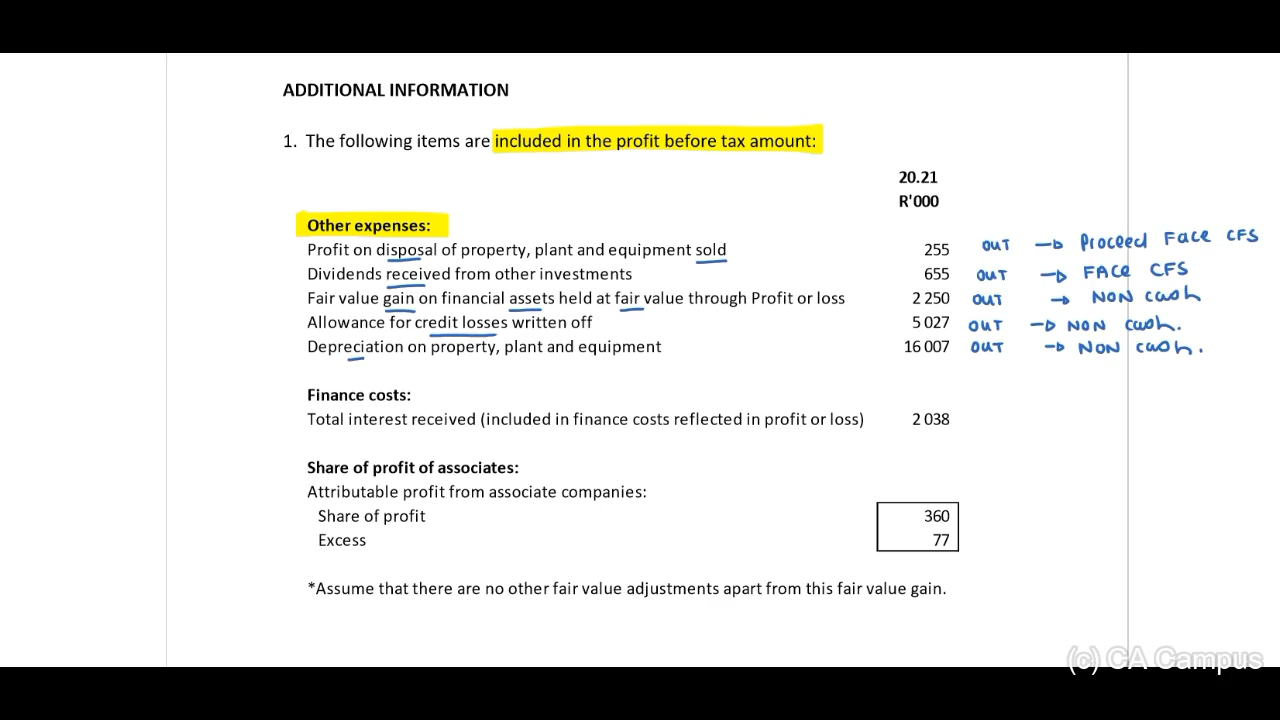 ADDITIONAL INFORMATION
1. The following items are included in the profit before tax amount:
20.21
R'000
Other expenses:
Profit on disposal of property, plant and equipment sold 255 OUT → Proceed Face CFS
Dividends received from other investments 655 OUT → FACE CFS
Fair value gain on financial assets held at fair value through Profit or loss 2 250 OUT → NON cash
Allowance for credit losses written off 5 027 OUT → NON cash.
Depreciation on property, plant and equipment 16 007 OUT → NON cash.
Finance costs:
Total interest received (included in finance costs reflected in profit or loss) 2 038
Share of profit of associates:
Attributable profit from associate companies:
Share of profit 360
Excess 77
*Assume that there are no other fair value adjustments apart from this fair value gain.
(c) CA Campus